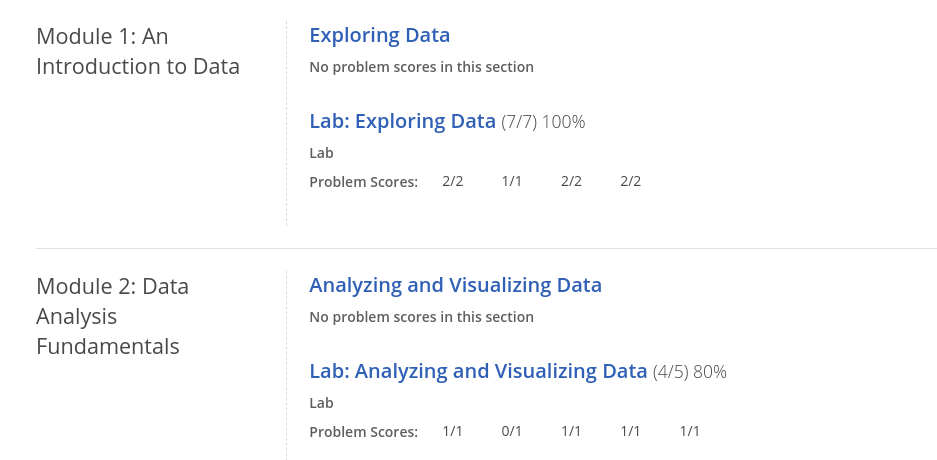 Module 1: An
Introduction to Data
Exploring Data
No problem scores in this section
Lab: Exploring Data (7/7) 100%
Lab
Problem Scores: 2/2 1/1 2/2 2/2
Module 2: Data
Analysis
Fundamentals
Analyzing and Visualizing Data
No problem scores in this section
Lab: Analyzing and Visualizing Data (4/5) 80%
Lab
Problem Scores: 1/1 0/1 1/1 1/1 1/1